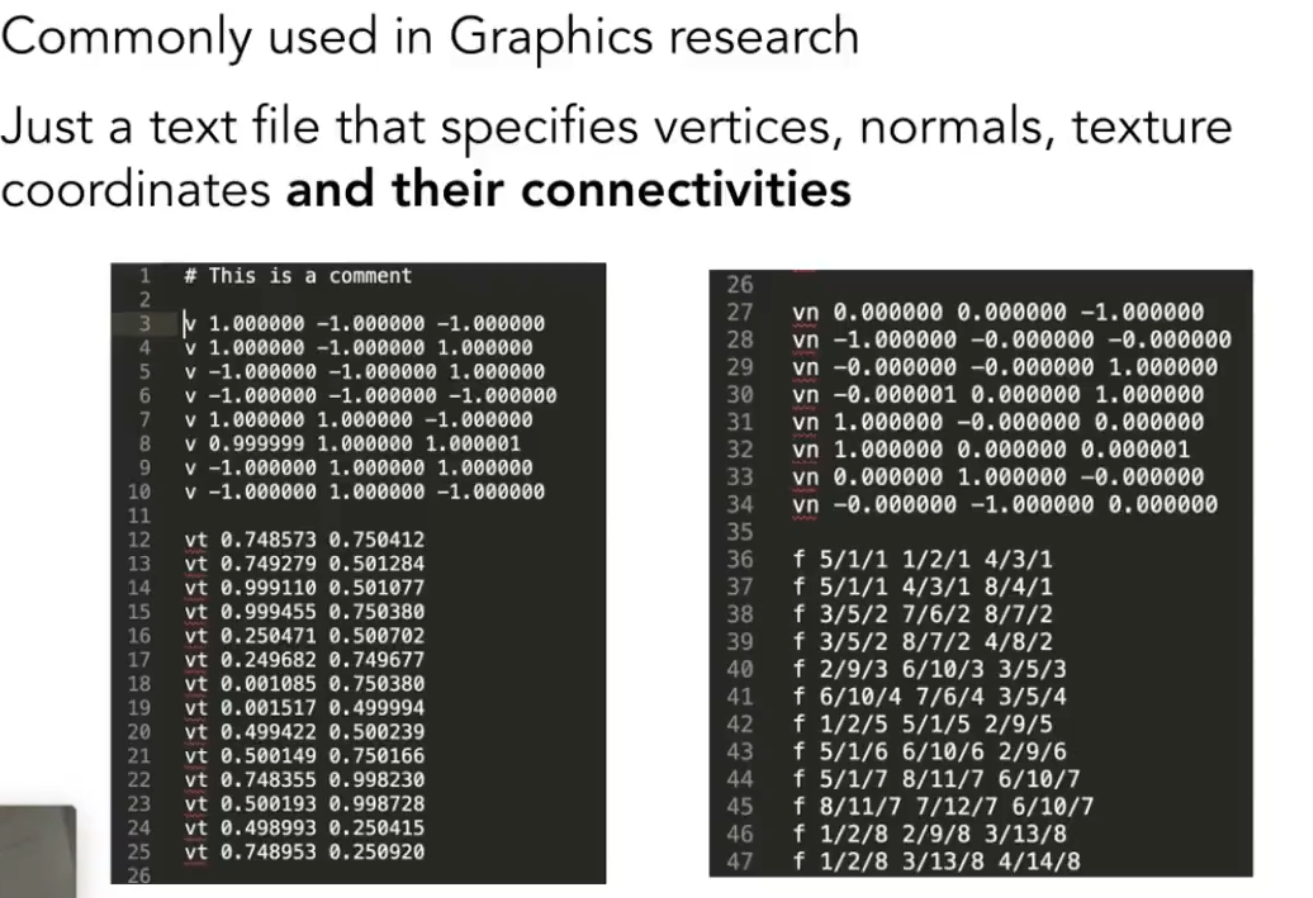 Commonly used in Graphics research
Just a text file that specifies vertices, normals, texture
coordinates and their connectivities
1 # This is a comment
2
3 v 1.000000 -1.000000 -1.000000
4 v 1.000000 -1.000000 1.000000
5 v -1.000000 -1.000000 1.000000
6 v -1.000000 -1.000000 -1.000000
7 v 1.000000 1.000000 -1.000000
8 v 0.999999 1.000000 1.000001
9 v -1.000000 1.000000 1.000000
10 v -1.000000 1.000000 -1.000000
11
12 vt 0.748573 0.750412
13 vt 0.749279 0.501284
14 vt 0.999110 0.501077
15 vt 0.999455 0.750380
16 vt 0.250471 0.500702
17 vt 0.249682 0.749677
18 vt 0.001085 0.750380
19 vt 0.001517 0.499994
20 vt 0.499422 0.500239
21 vt 0.500149 0.750166
22 vt 0.748355 0.998230
23 vt 0.500193 0.998728
24 vt 0.498993 0.250415
25 vt 0.748953 0.250920
26
26
27 vn 0.000000 0.000000 -1.000000
28 vn -1.000000 -0.000000 -0.000000
29 vn -0.000000 -0.000000 1.000000
30 vn -0.000001 0.000000 1.000000
31 vn 1.000000 -0.000000 0.000000
32 vn 1.000000 0.000000 0.000001
33 vn 0.000000 1.000000 -0.000000
34 vn -0.000000 -1.000000 0.000000
35
36 f 5/1/1 1/2/1 4/3/1
37 f 5/1/1 4/3/1 8/4/1
38 f 3/5/2 7/6/2 8/7/2
39 f 3/5/2 8/7/2 4/8/2
40 f 2/9/3 6/10/3 3/5/3
41 f 6/10/4 7/6/4 3/5/4
42 f 1/2/5 5/1/5 2/9/5
43 f 5/1/6 6/10/6 2/9/6
44 f 5/1/7 8/11/7 6/10/7
45 f 8/11/7 7/12/7 6/10/7
46 f 1/2/8 2/9/8 3/13/8
47 f 1/2/8 3/13/8 4/14/8